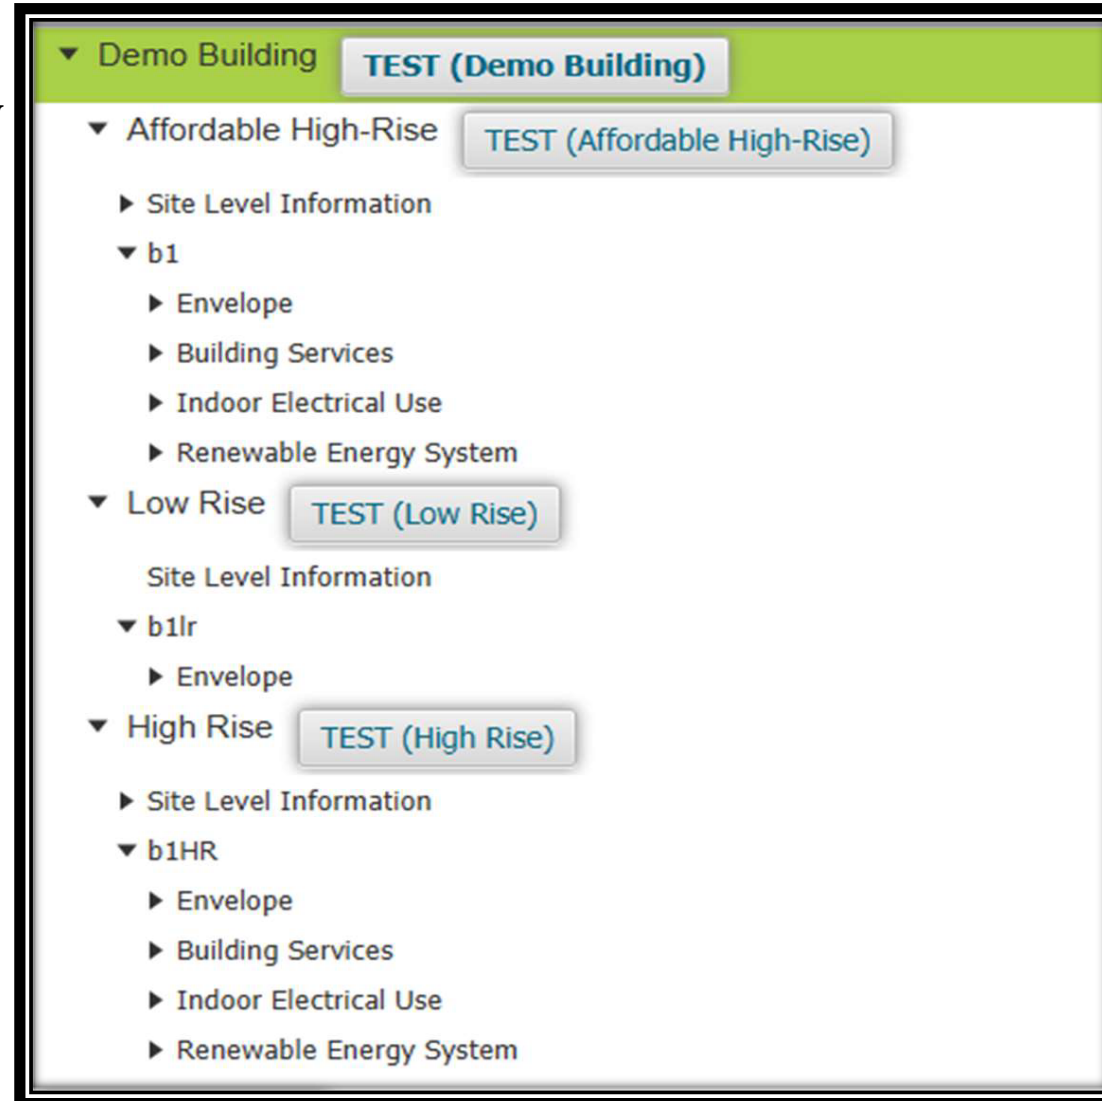 Demo Building TEST (Demo Building)
Affordable High-Rise TEST (Affordable High-Rise)
Site Level Information
b1
Envelope
Building Services
Indoor Electrical Use
Renewable Energy System
Low Rise TEST (Low Rise)
Site Level Information
b1lr
Envelope
High Rise TEST (High Rise)
Site Level Information
b1HR
Envelope
Building Services
Indoor Electrical Use
Renewable Energy System